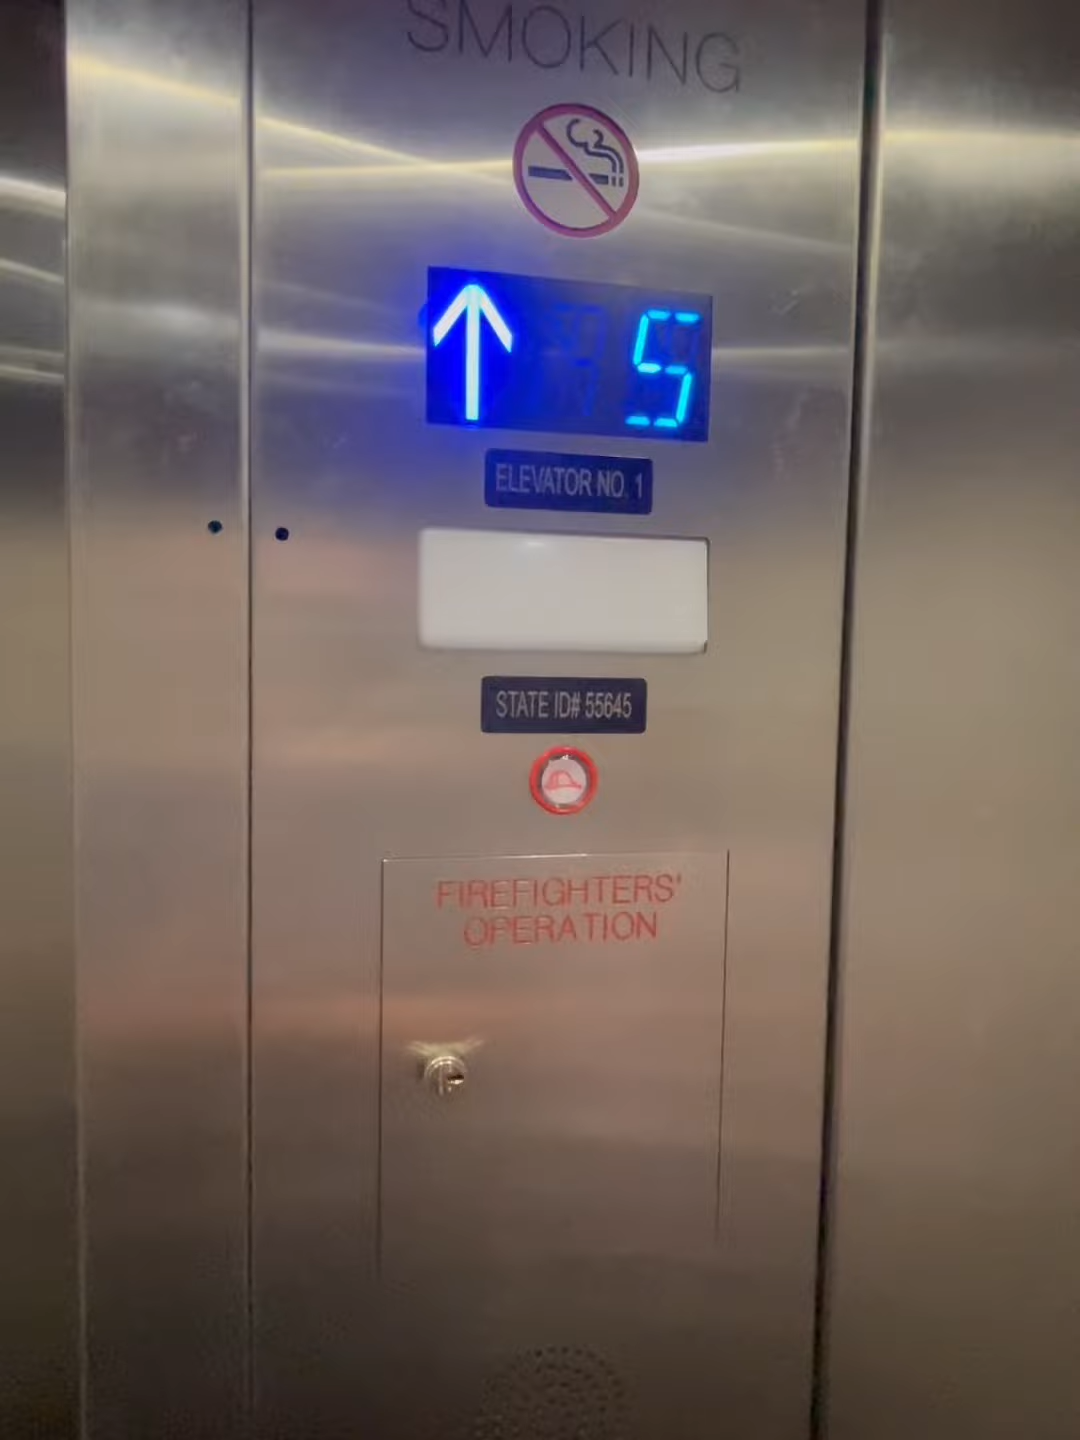 SMOKING
5
ELEVATOR NO. 1
STATE ID# 55645
FIREFIGHTERS'
OPERATION